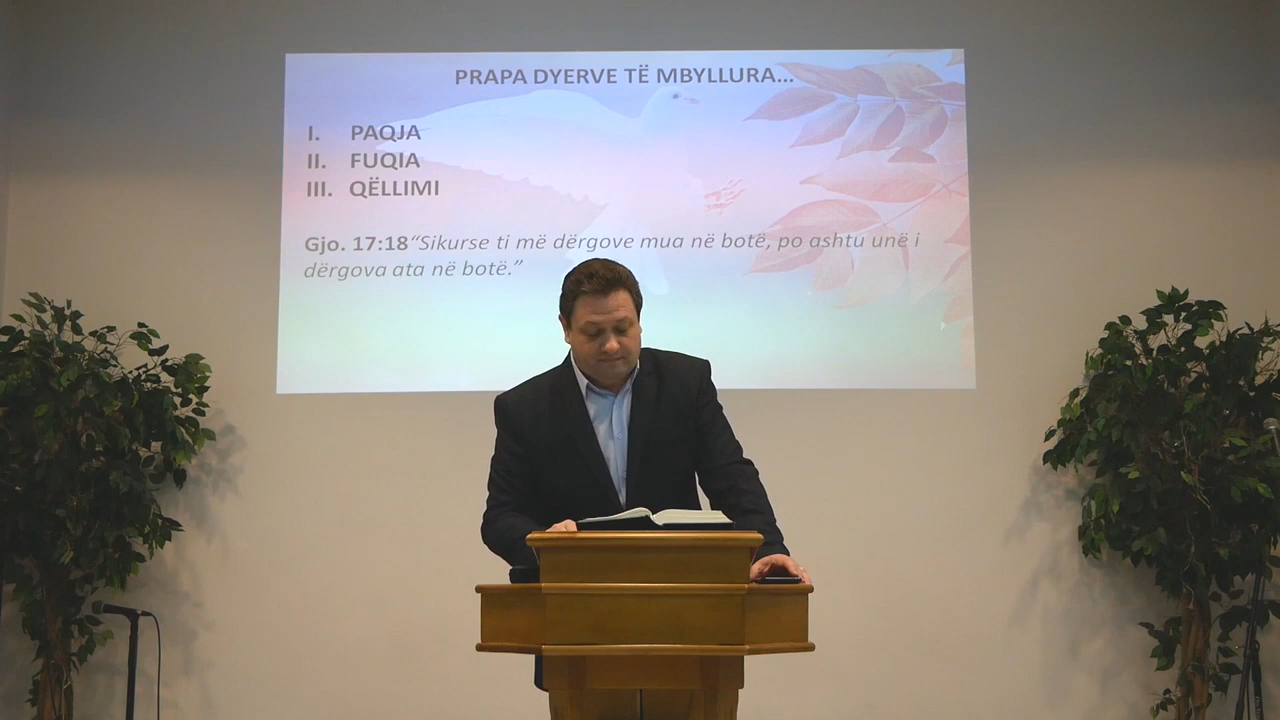 PRAPA DYERVE TË MBYLLURA...
I. PAQJA
II. FUQIA
III. QËLLIMI
Gjo. 17:18“Sikurse ti më dërgove mua në botë, po ashtu unë i
dërgova ata në botë.”